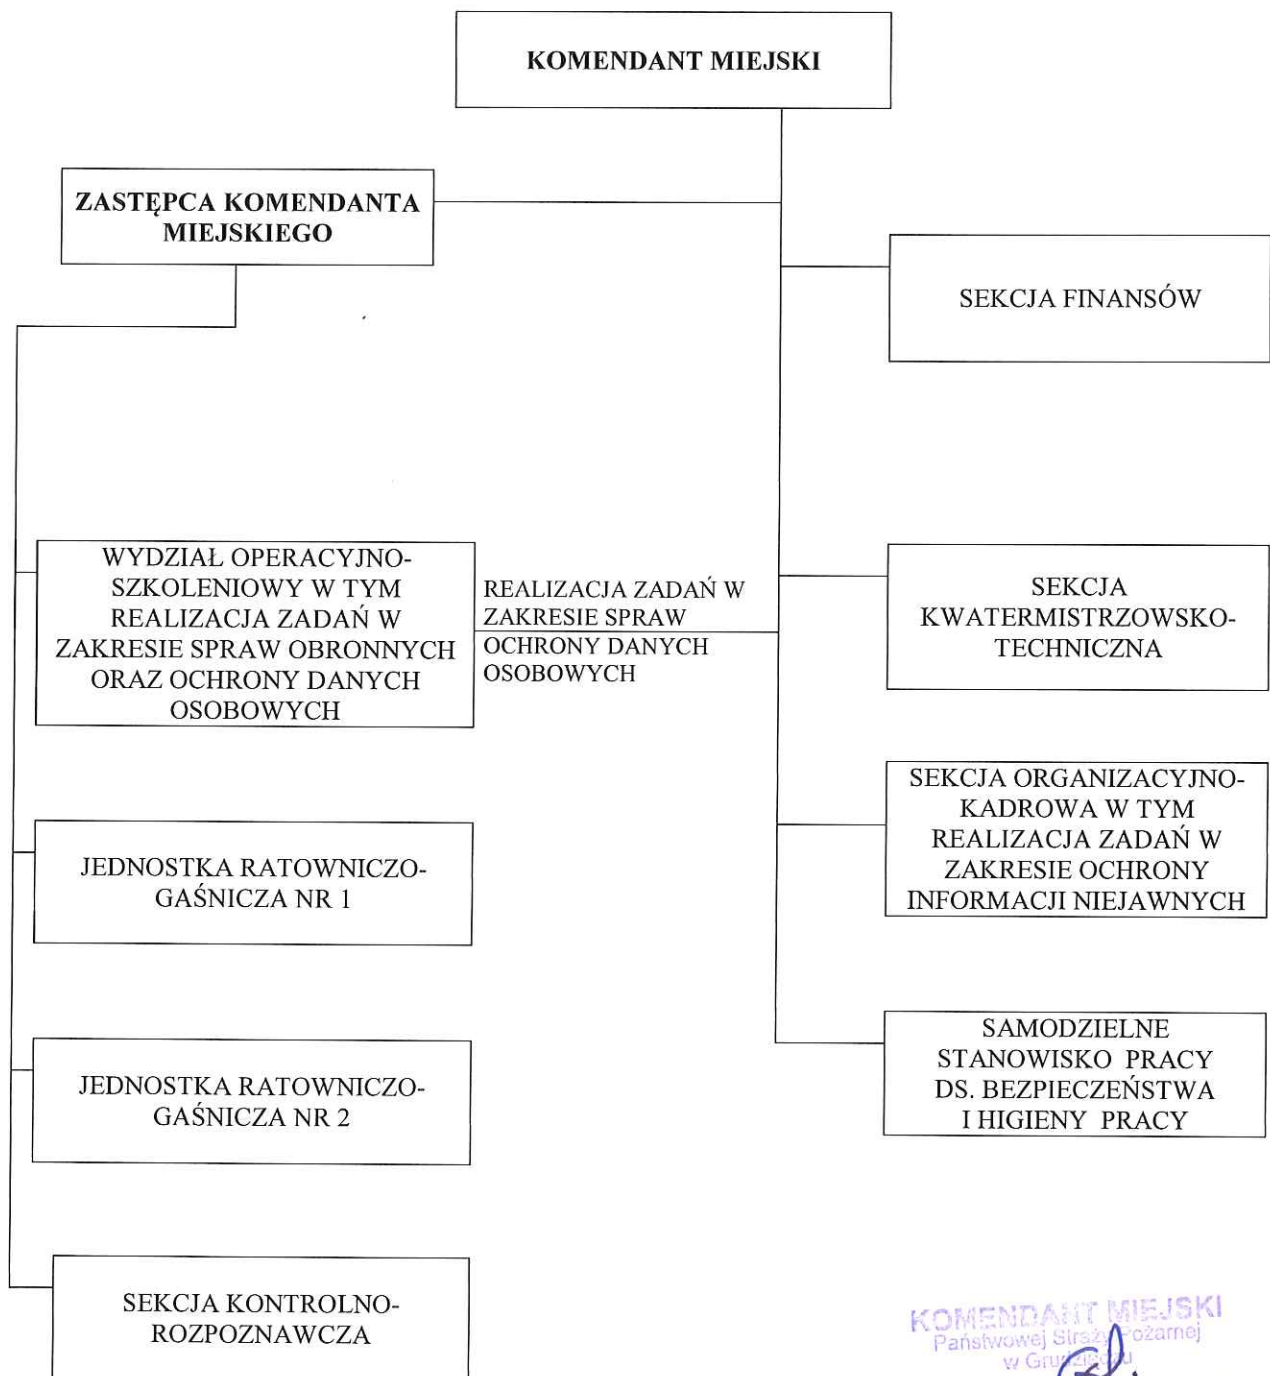 KOMENDANT MIEJSKI
ZASTĘPCA KOMENDANTA
MIEJSKIEGO
SEKCJA FINANSÓW
WYDZIAŁ OPERACYJNO-
SZKOLENIOWY W TYM
REALIZACJA ZADAŃ W
ZAKRESIE SPRAW OBRONNYCH
ORAZ OCHRONY DANYCH
OSOBOWYCH
REALIZACJA ZADAŃ W
ZAKRESIE SPRAW
OCHRONY DANYCH
OSOBOWYCH
SEKCJA
KWATERMISTRZOWSKO-
TECHNICZNA
SEKCJA ORGANIZACYJNO-
KADROWA W TYM
REALIZACJA ZADAŃ W
ZAKRESIE OCHRONY
INFORMACJI NIEJAWNYCH
JEDNOSTKA RATOWNICZO-
GAŚNICZA NR 1
SAMODZIELNE
STANOWISKO PRACY
DS. BEZPIECZEŃSTWA
I HIGIENY PRACY
JEDNOSTKA RATOWNICZO-
GAŚNICZA NR 2
SEKCJA KONTROLNO-
ROZPOZNAWCZA
KOMENDANT MIEJSKI
Państwowej Straży Pożarnej
w Grudziądzu